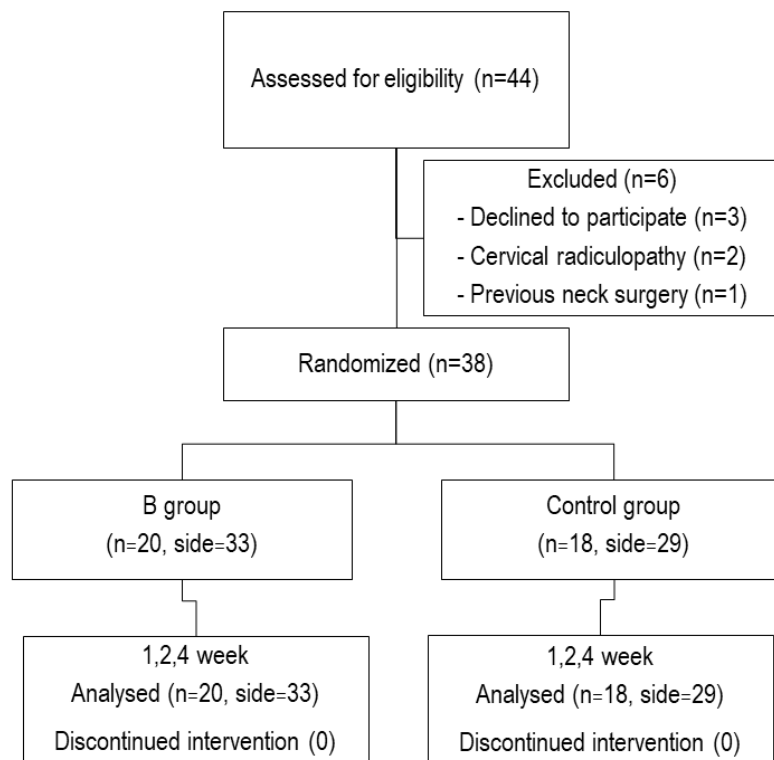 Assessed for eligibility (n=44)
Excluded (n=6)
- Declined to participate (n=3)
- Cervical radiculopathy (n=2)
- Previous neck surgery (n=1)
Randomized (n=38)
B group
(n=20, side=33)
Control group
(n=18, side=29)
1,2,4 week
Analysed (n=20, side=33)
Discontinued intervention (0)
1,2,4 week
Analysed (n=18, side=29)
Discontinued intervention (0)